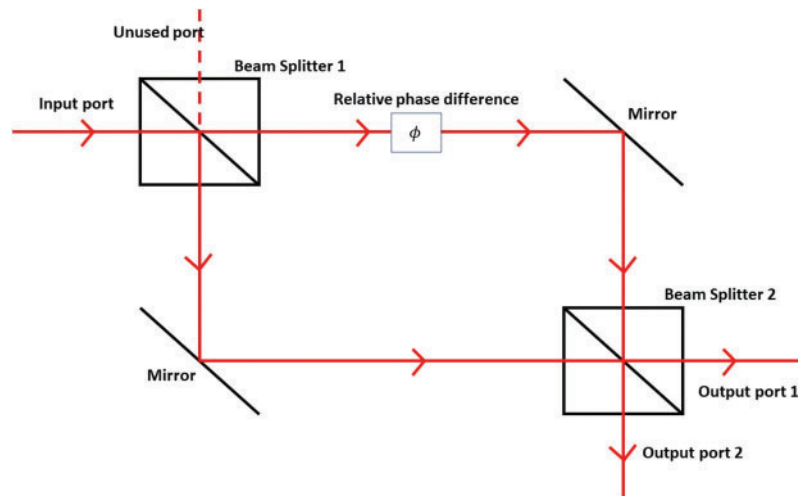 Unused port
Beam Splitter 1
Input port
Relative phase difference
ϕ
Mirror
Beam Splitter 2
Mirror
Output port 1
Output port 2